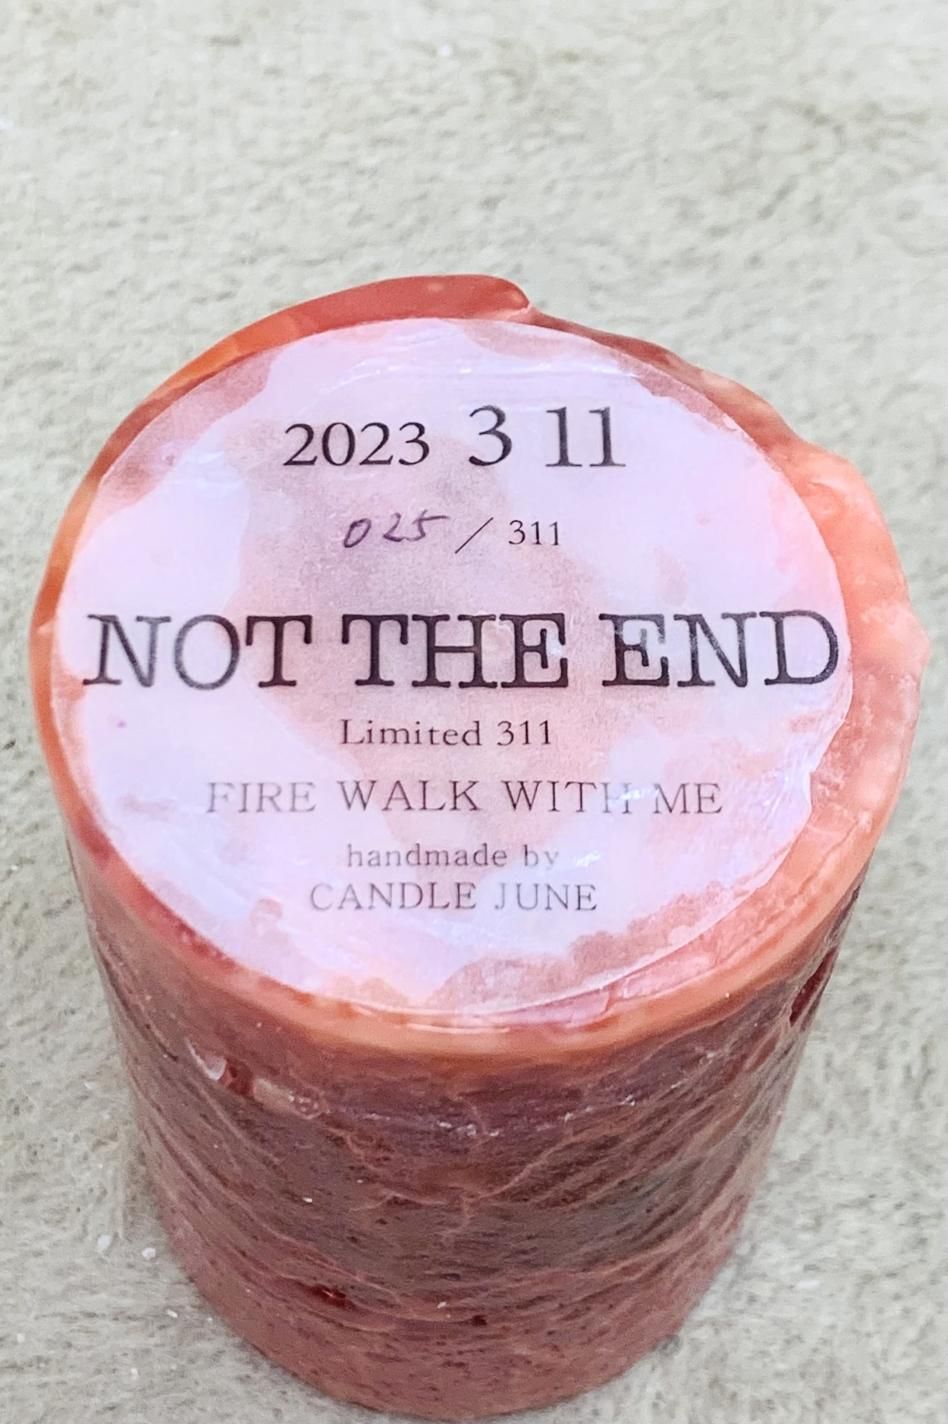 2023 3 11
025 / 311
NOT THE END
Limited 311
FIRE WALK WITH ME
handmade by
CANDLE JUNE